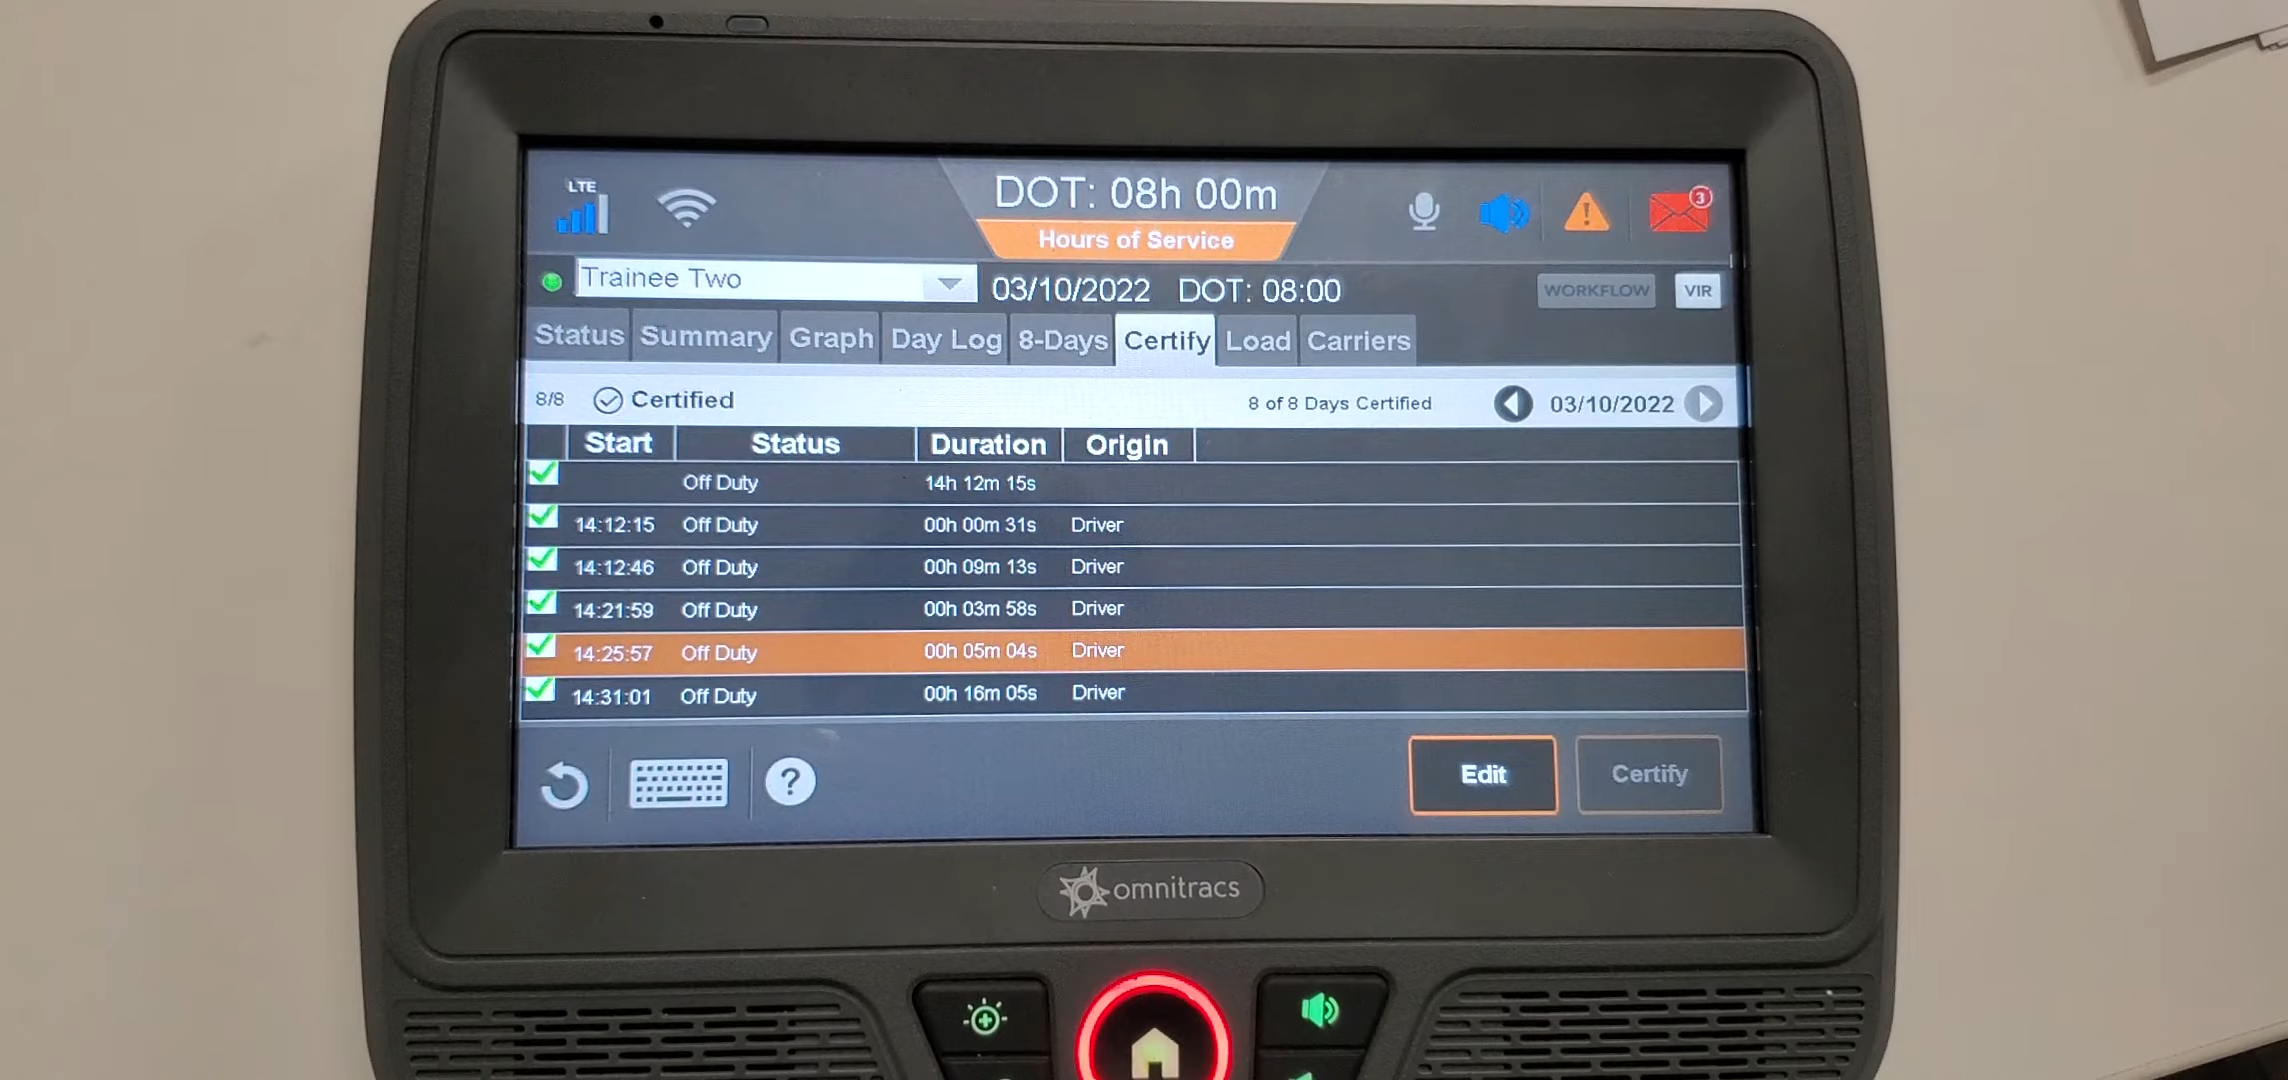 LTE
DOT: 08h 00m
3
Hours of Service
Trainee Two 03/10/2022 DOT: 08:00 WORKFLOW VIR
Status Summary Graph Day Log 8-Days Certify Load Carriers
8/8 Certified 8 of 8 Days Certified 03/10/2022
Start Status Duration Origin
Off Duty 14h 12m 15s
14:12:15 Off Duty 00h 00m 31s Driver
14:12:46 Off Duty 00h 09m 13s Driver
14:21:59 Off Duty 00h 03m 58s Driver
14:25:57 Off Duty 00h 05m 04s Driver
14:31:01 Off Duty 00h 16m 05s Driver
? Edit Certify
omnitracs